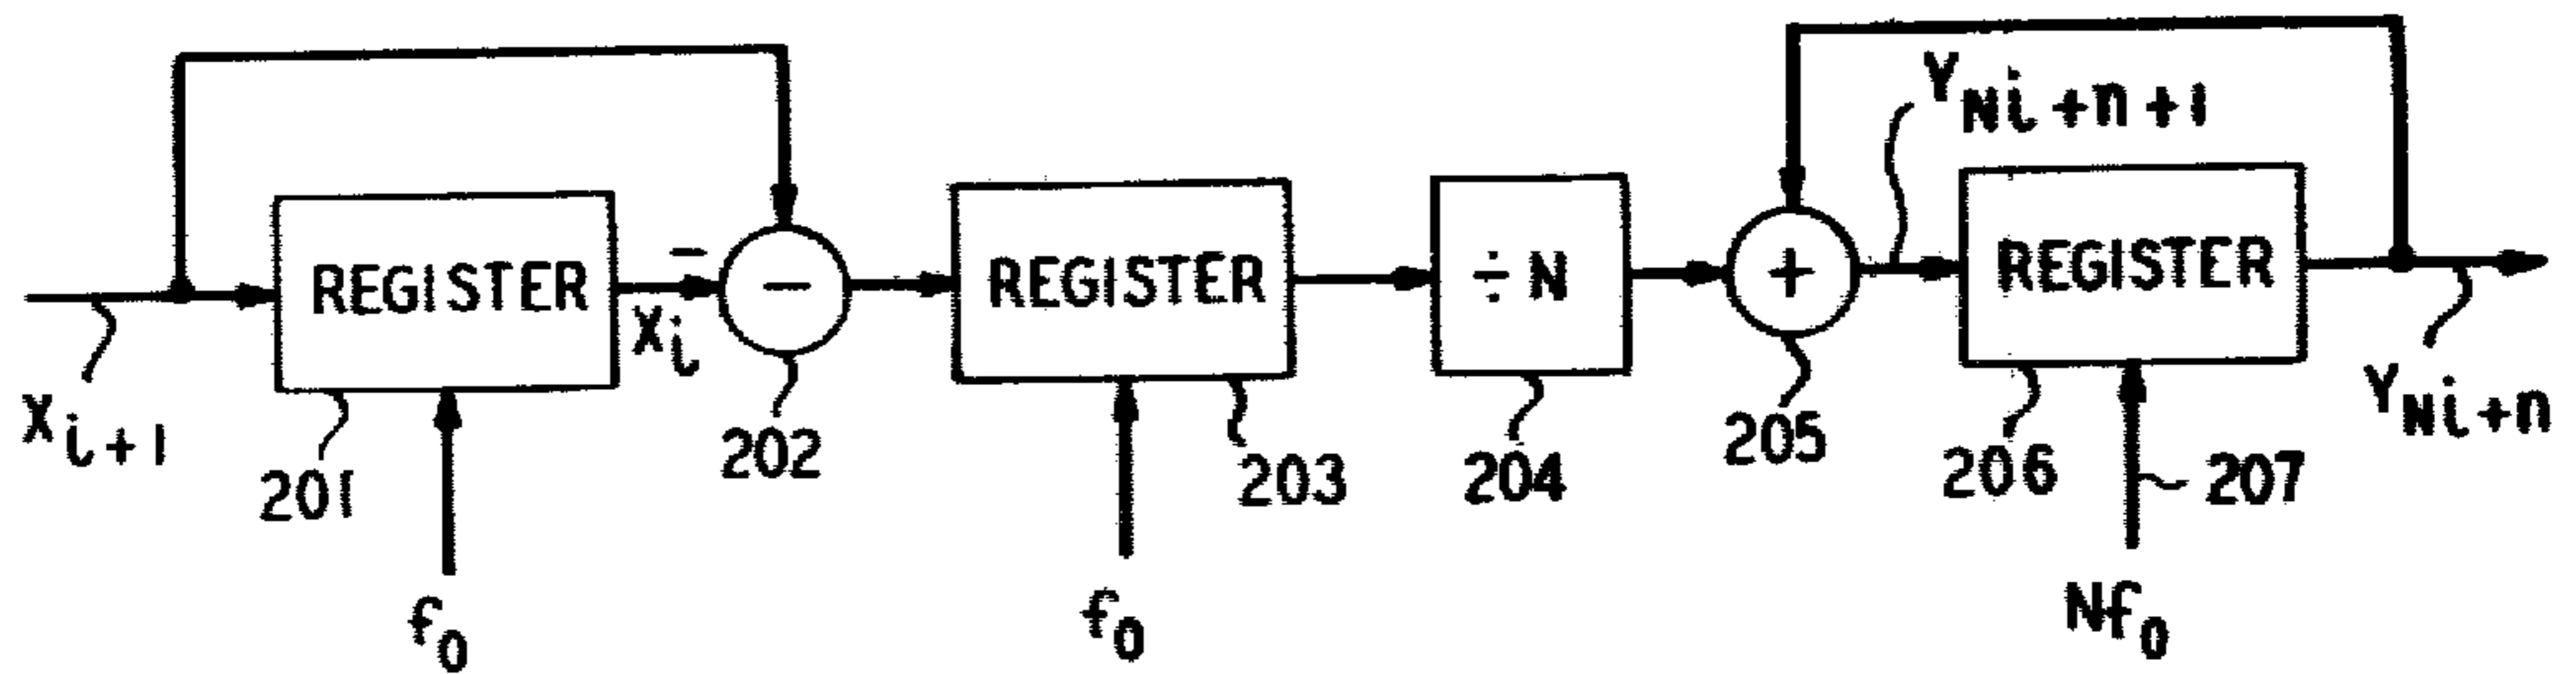 Y_{Ni+n+1}
REGISTER
−
−
REGISTER
÷ N
+
REGISTER
X_i
X_{i+1}
201
202
203
204
205
206
207
Y_{Ni+n}
f_0
f_0
Nf_0